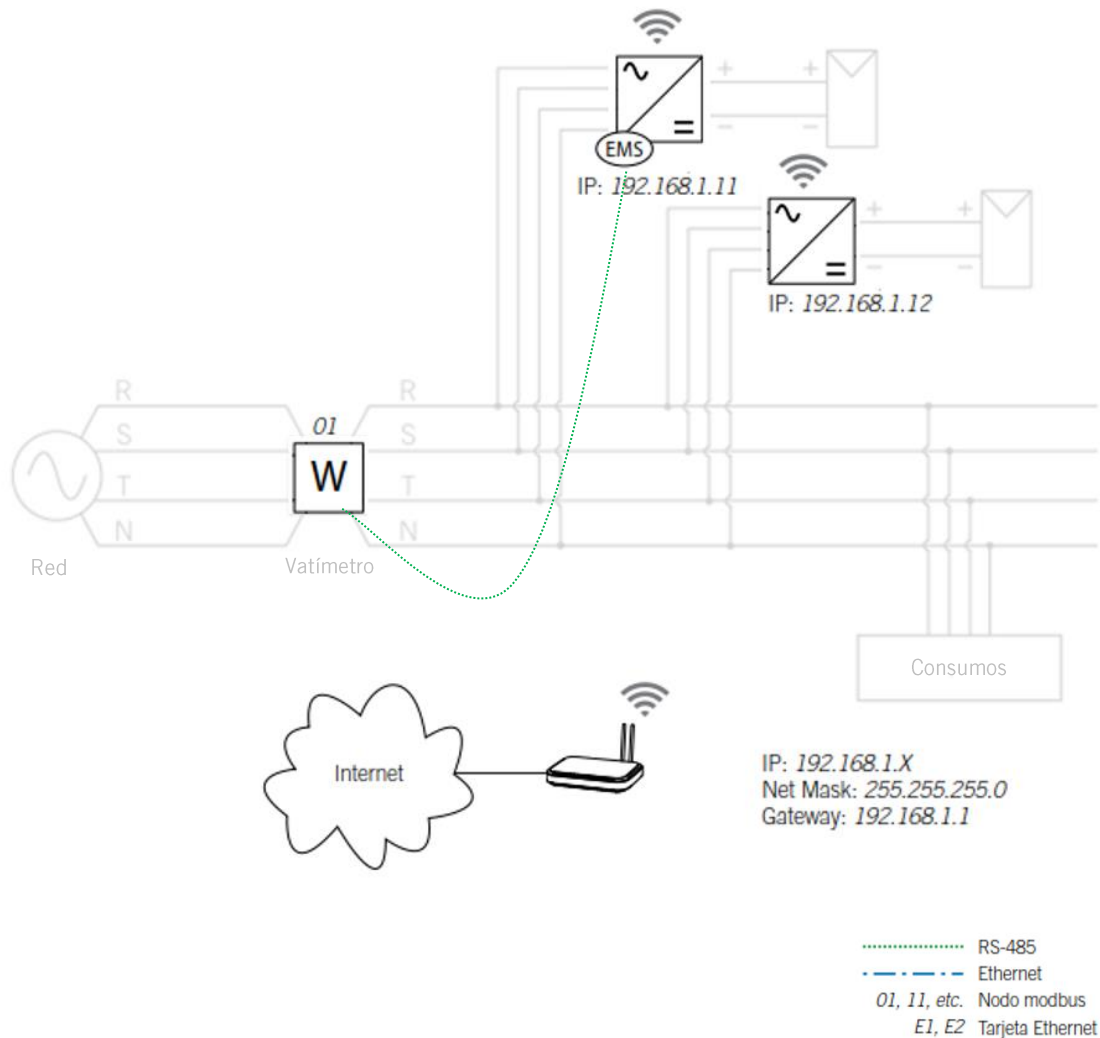 + +
- -
EMS
IP: 192.168.1.11
+ +
- -
IP: 192.168.1.12
R R
01
S S
W
T T
N N
Red
Vatímetro
Consumos
Internet
IP: 192.168.1.X
Net Mask: 255.255.255.0
Gateway: 192.168.1.1
RS-485
Ethernet
01, 11, etc. Nodo modbus
E1, E2 Tarjeta Ethernet